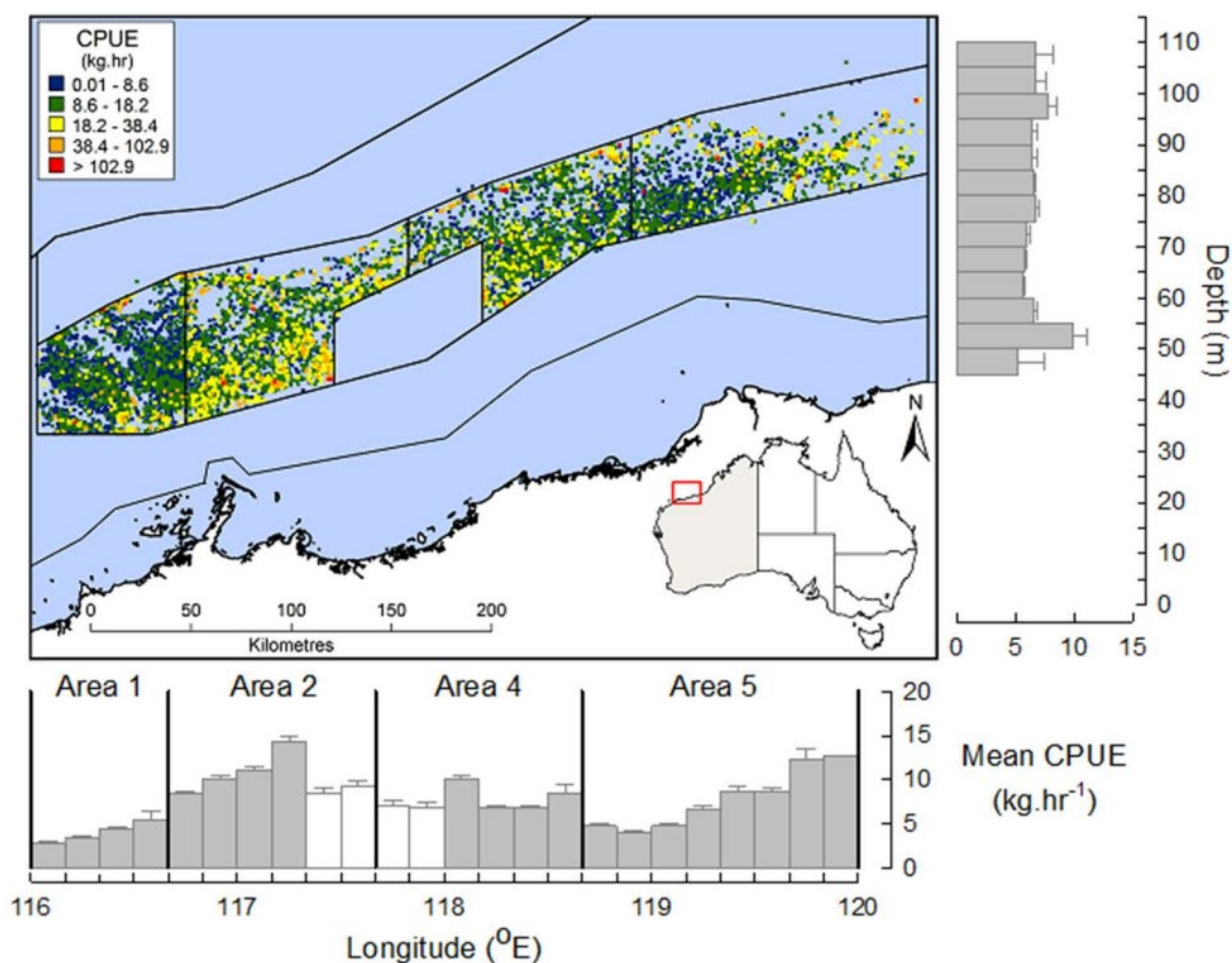 CPUE
(kg.hr)
0.01 - 8.6
8.6 - 18.2
18.2 - 38.4
38.4 - 102.9
> 102.9
110
100
90
80
70
60
50
40
30
20
10
0
Depth (m)
0 5 10 15
N
0 50 100 150 200
Kilometres
Area 1 Area 2 Area 4 Area 5
20
15
10
5
0
Mean CPUE
(kg.hr⁻¹)
116 117 118 119 120
Longitude (ᴼE)